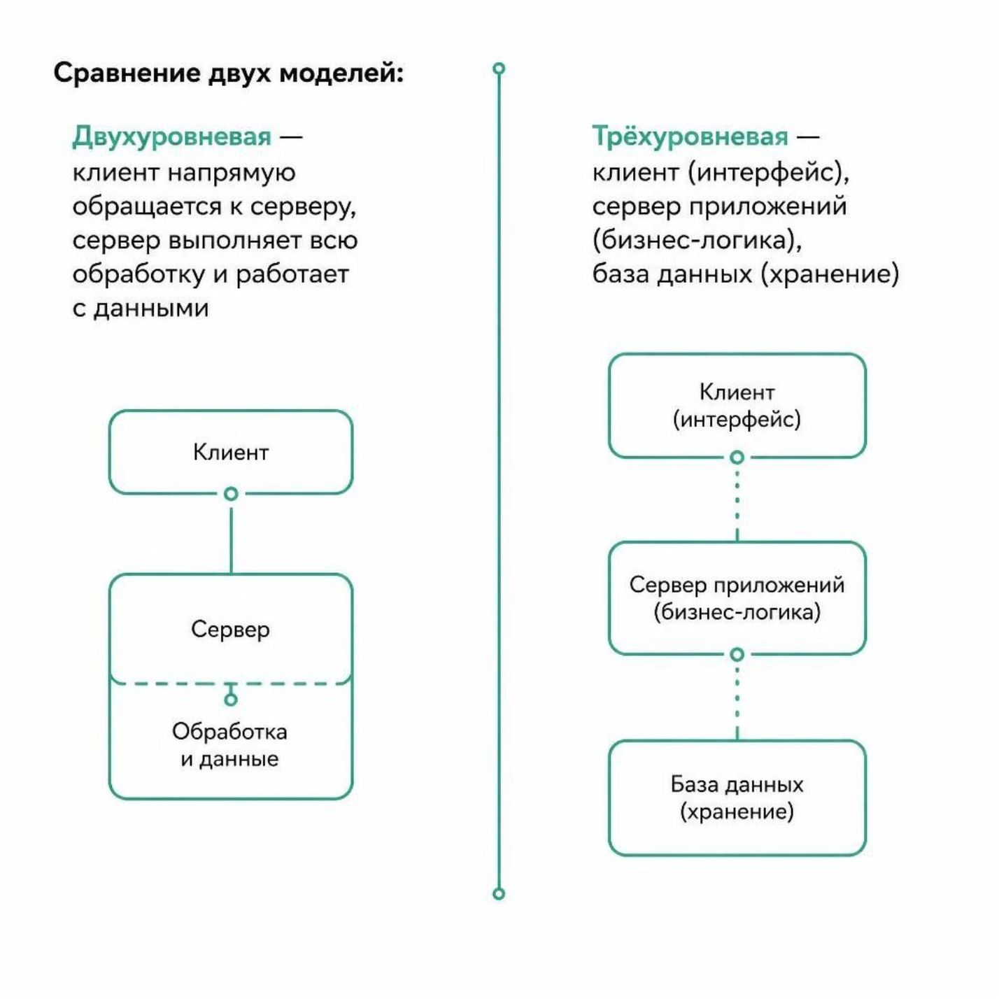 Сравнение двух моделей:
Двухуровневая —
клиент напрямую
обращается к серверу,
сервер выполняет всю
обработку и работает
с данными
Клиент
Сервер
Обработка
и данные
Трёхуровневая —
клиент (интерфейс),
сервер приложений
(бизнес-логика),
база данных (хранение)
Клиент
(интерфейс)
Сервер приложений
(бизнес-логика)
База данных
(хранение)